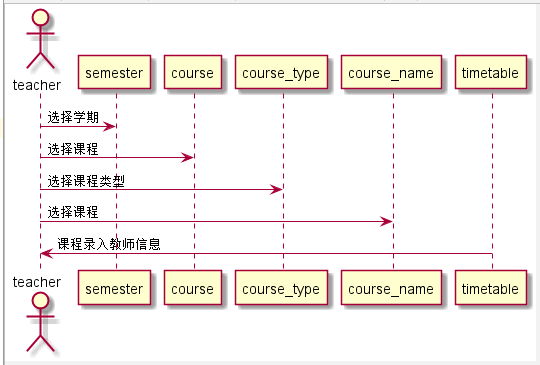 teacher
semester
course
course_type
course_name
timetable
选择学期
选择课程
选择课程类型
选择课程
课程录入教师信息
teacher
semester
course
course_type
course_name
timetable